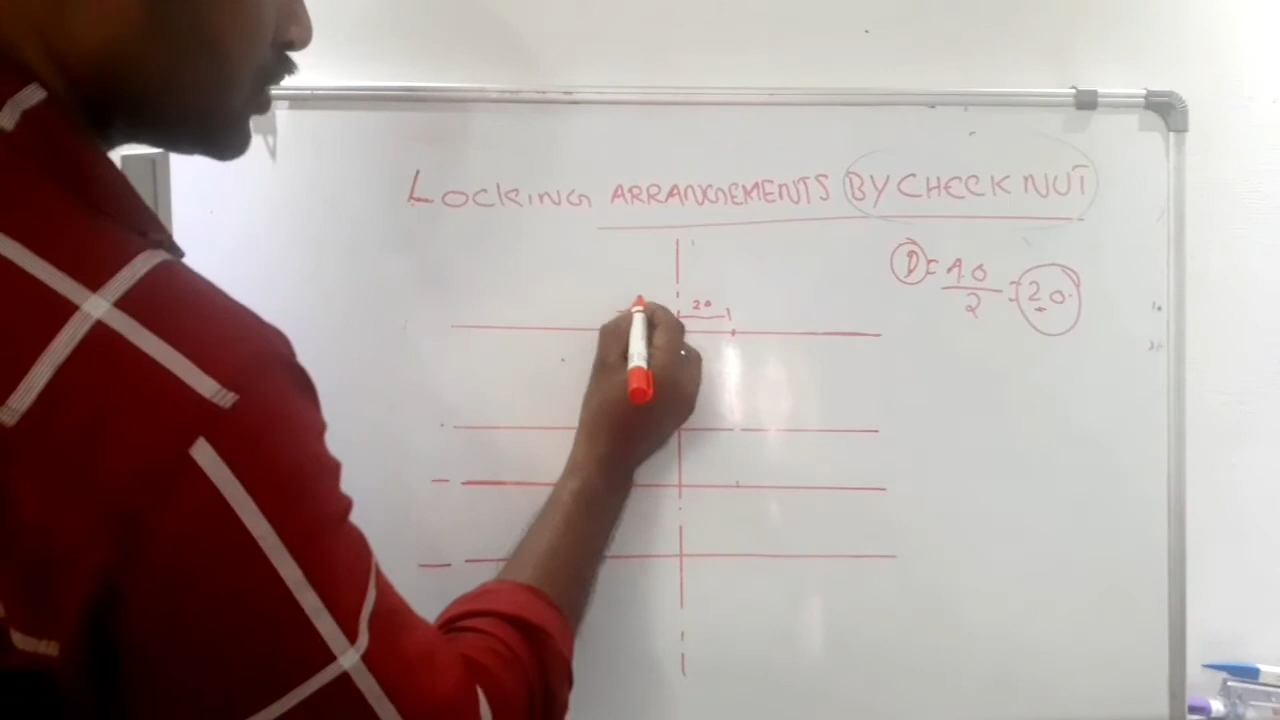 Locking ARRANGEMENTS BY CHECK NUT
D = 40/2 = 20
20